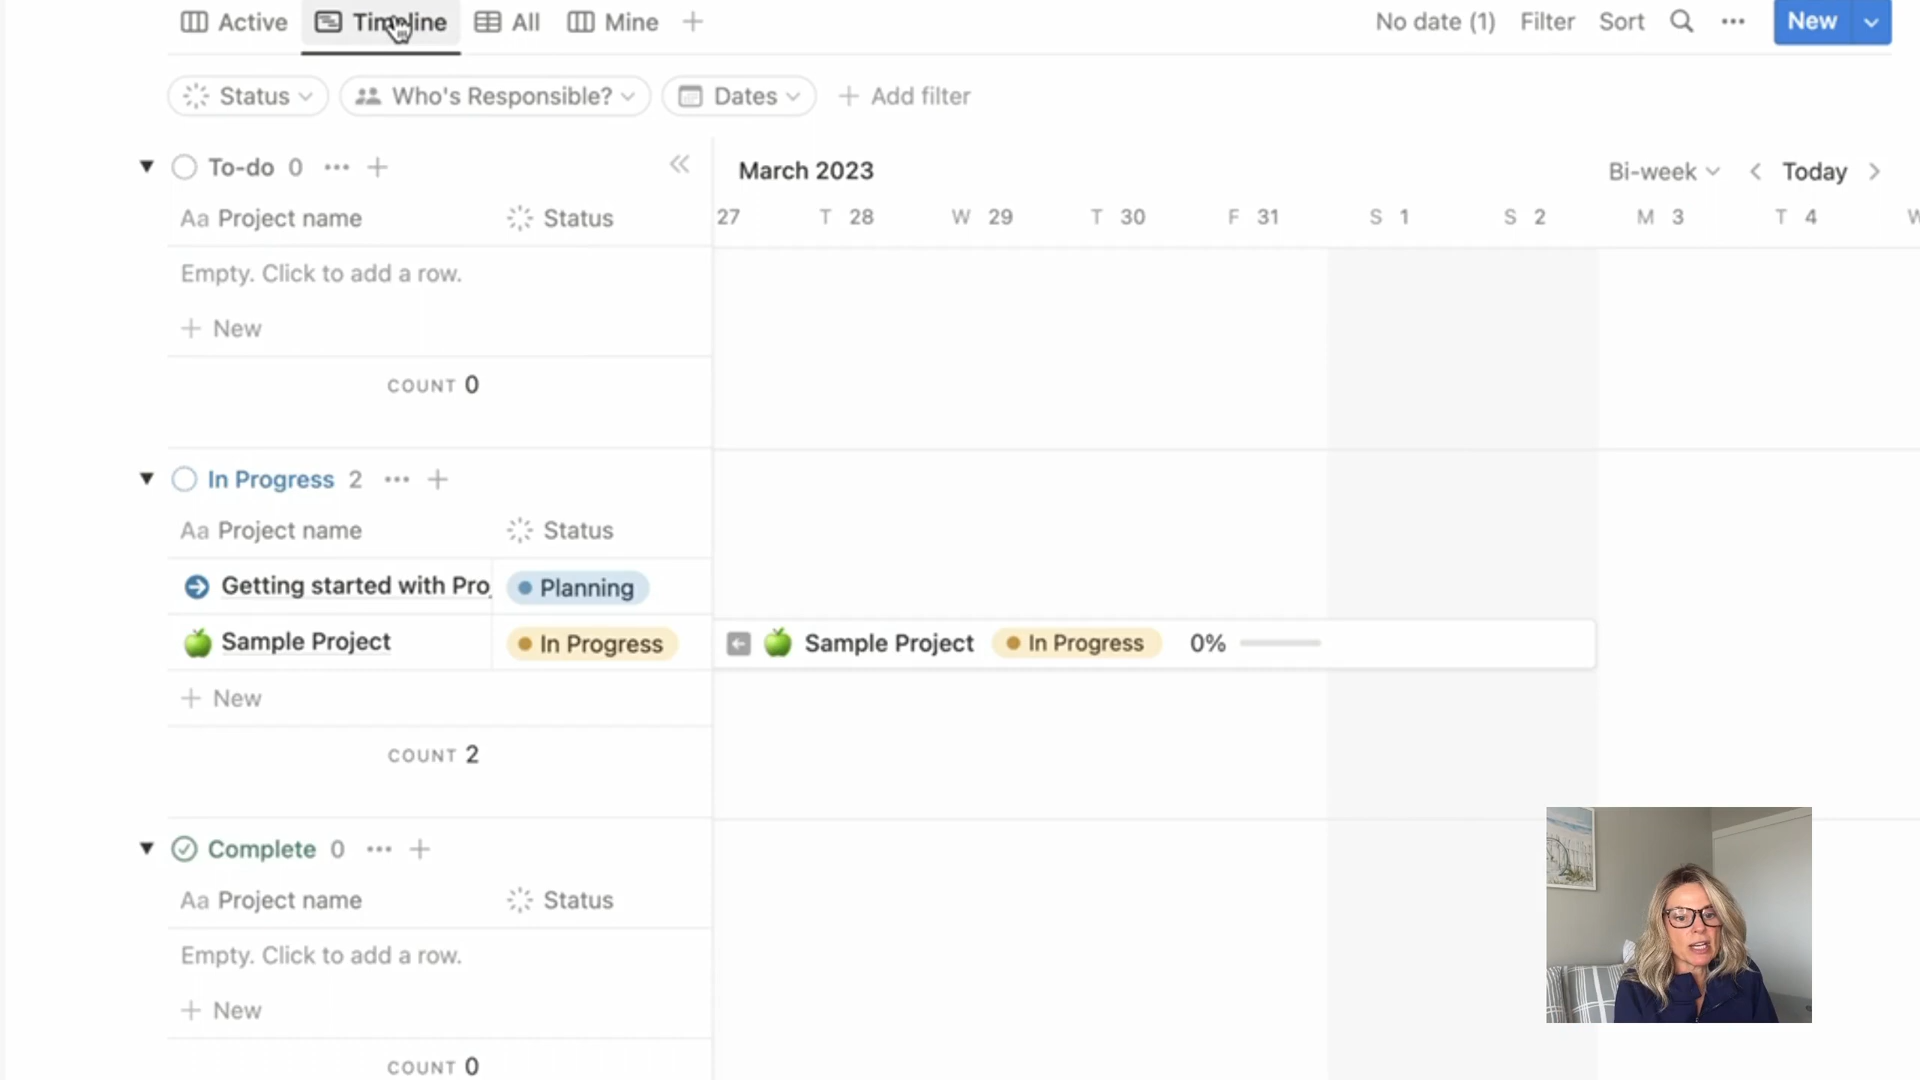 Active Timeline All Mine No date (1) Filter Sort New
Status Who's Responsible? Dates Add filter
To-do 0
March 2023 Bi-week Today
27 T 28 W 29 T 30 F 31 S 1 S 2 M 3 T 4 W
Aa Project name Status
Empty. Click to add a row.
New
COUNT 0
In Progress 2
Aa Project name Status
Getting started with Pro Planning
Sample Project In Progress Sample Project In Progress 0%
New
COUNT 2
Complete 0
Aa Project name Status
Empty. Click to add a row.
New
COUNT 0